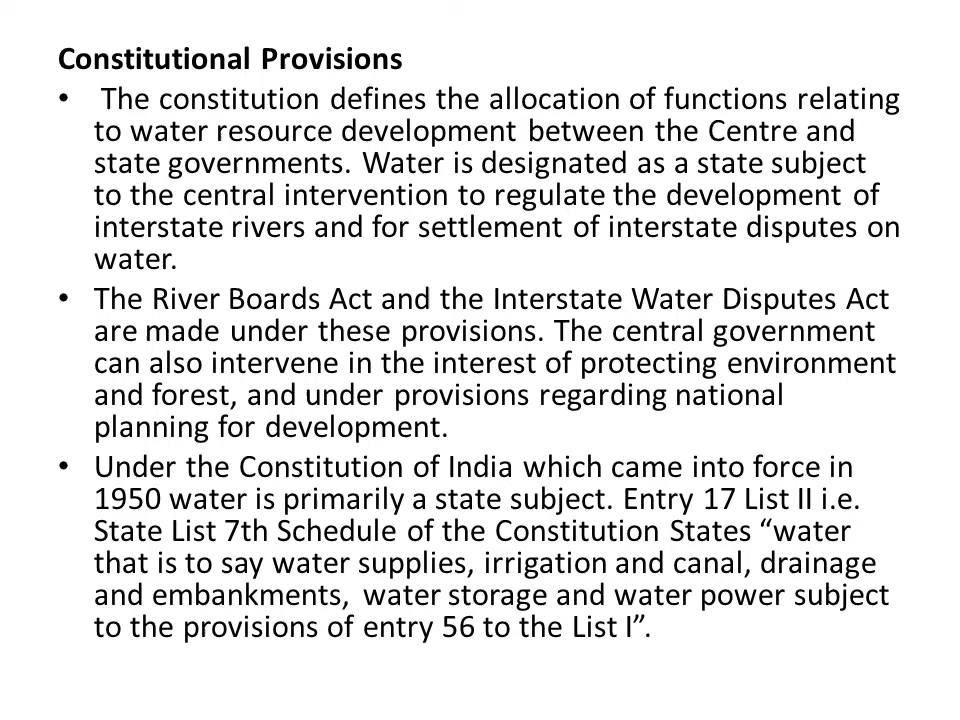 Constitutional Provisions
• The constitution defines the allocation of functions relating
to water resource development between the Centre and
state governments. Water is designated as a state subject
to the central intervention to regulate the development of
interstate rivers and for settlement of interstate disputes on
water.
• The River Boards Act and the Interstate Water Disputes Act
are made under these provisions. The central government
can also intervene in the interest of protecting environment
and forest, and under provisions regarding national
planning for development.
• Under the Constitution of India which came into force in
1950 water is primarily a state subject. Entry 17 List II i.e.
State List 7th Schedule of the Constitution States “water
that is to say water supplies, irrigation and canal, drainage
and embankments, water storage and water power subject
to the provisions of entry 56 to the List I”.